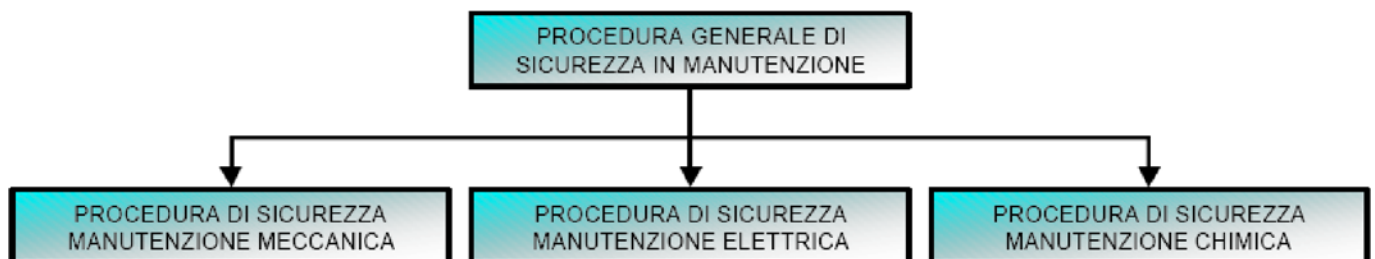 PROCEDURA GENERALE DI
SICUREZZA IN MANUTENZIONE
PROCEDURA DI SICUREZZA
MANUTENZIONE MECCANICA
PROCEDURA DI SICUREZZA
MANUTENZIONE ELETTRICA
PROCEDURA DI SICUREZZA
MANUTENZIONE CHIMICA